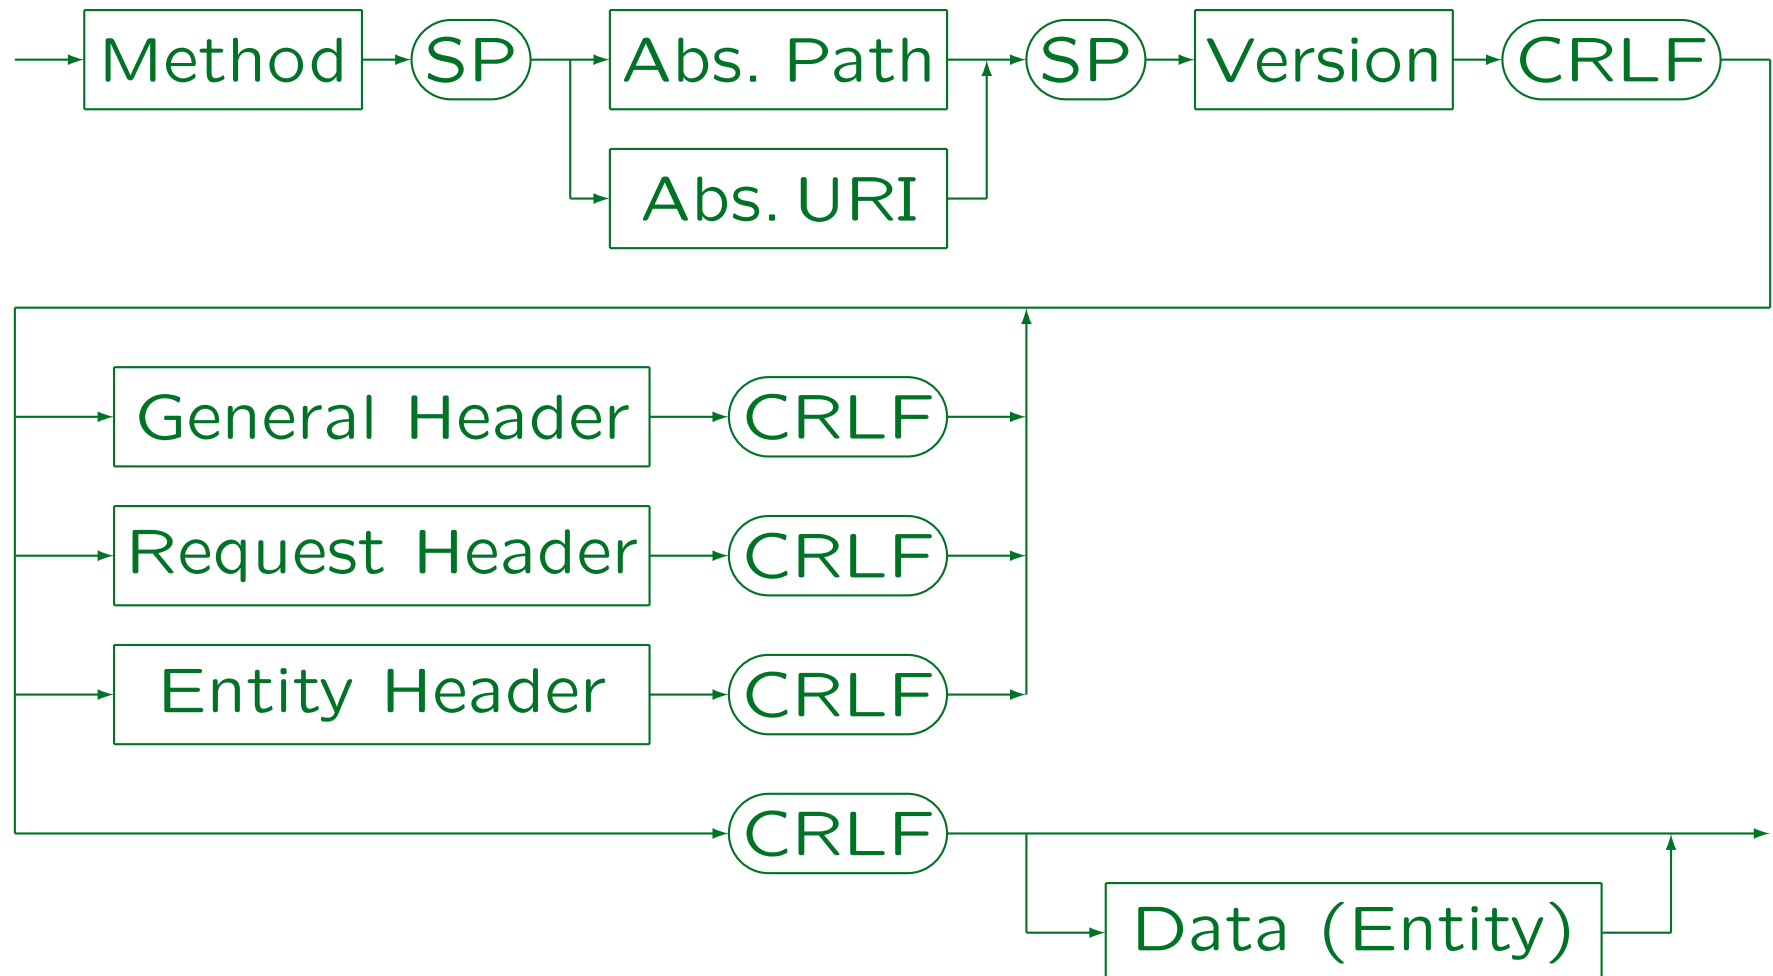 Method SP Abs. Path SP Version CRLF
Abs. URI
General Header CRLF
Request Header CRLF
Entity Header CRLF
CRLF
Data (Entity)